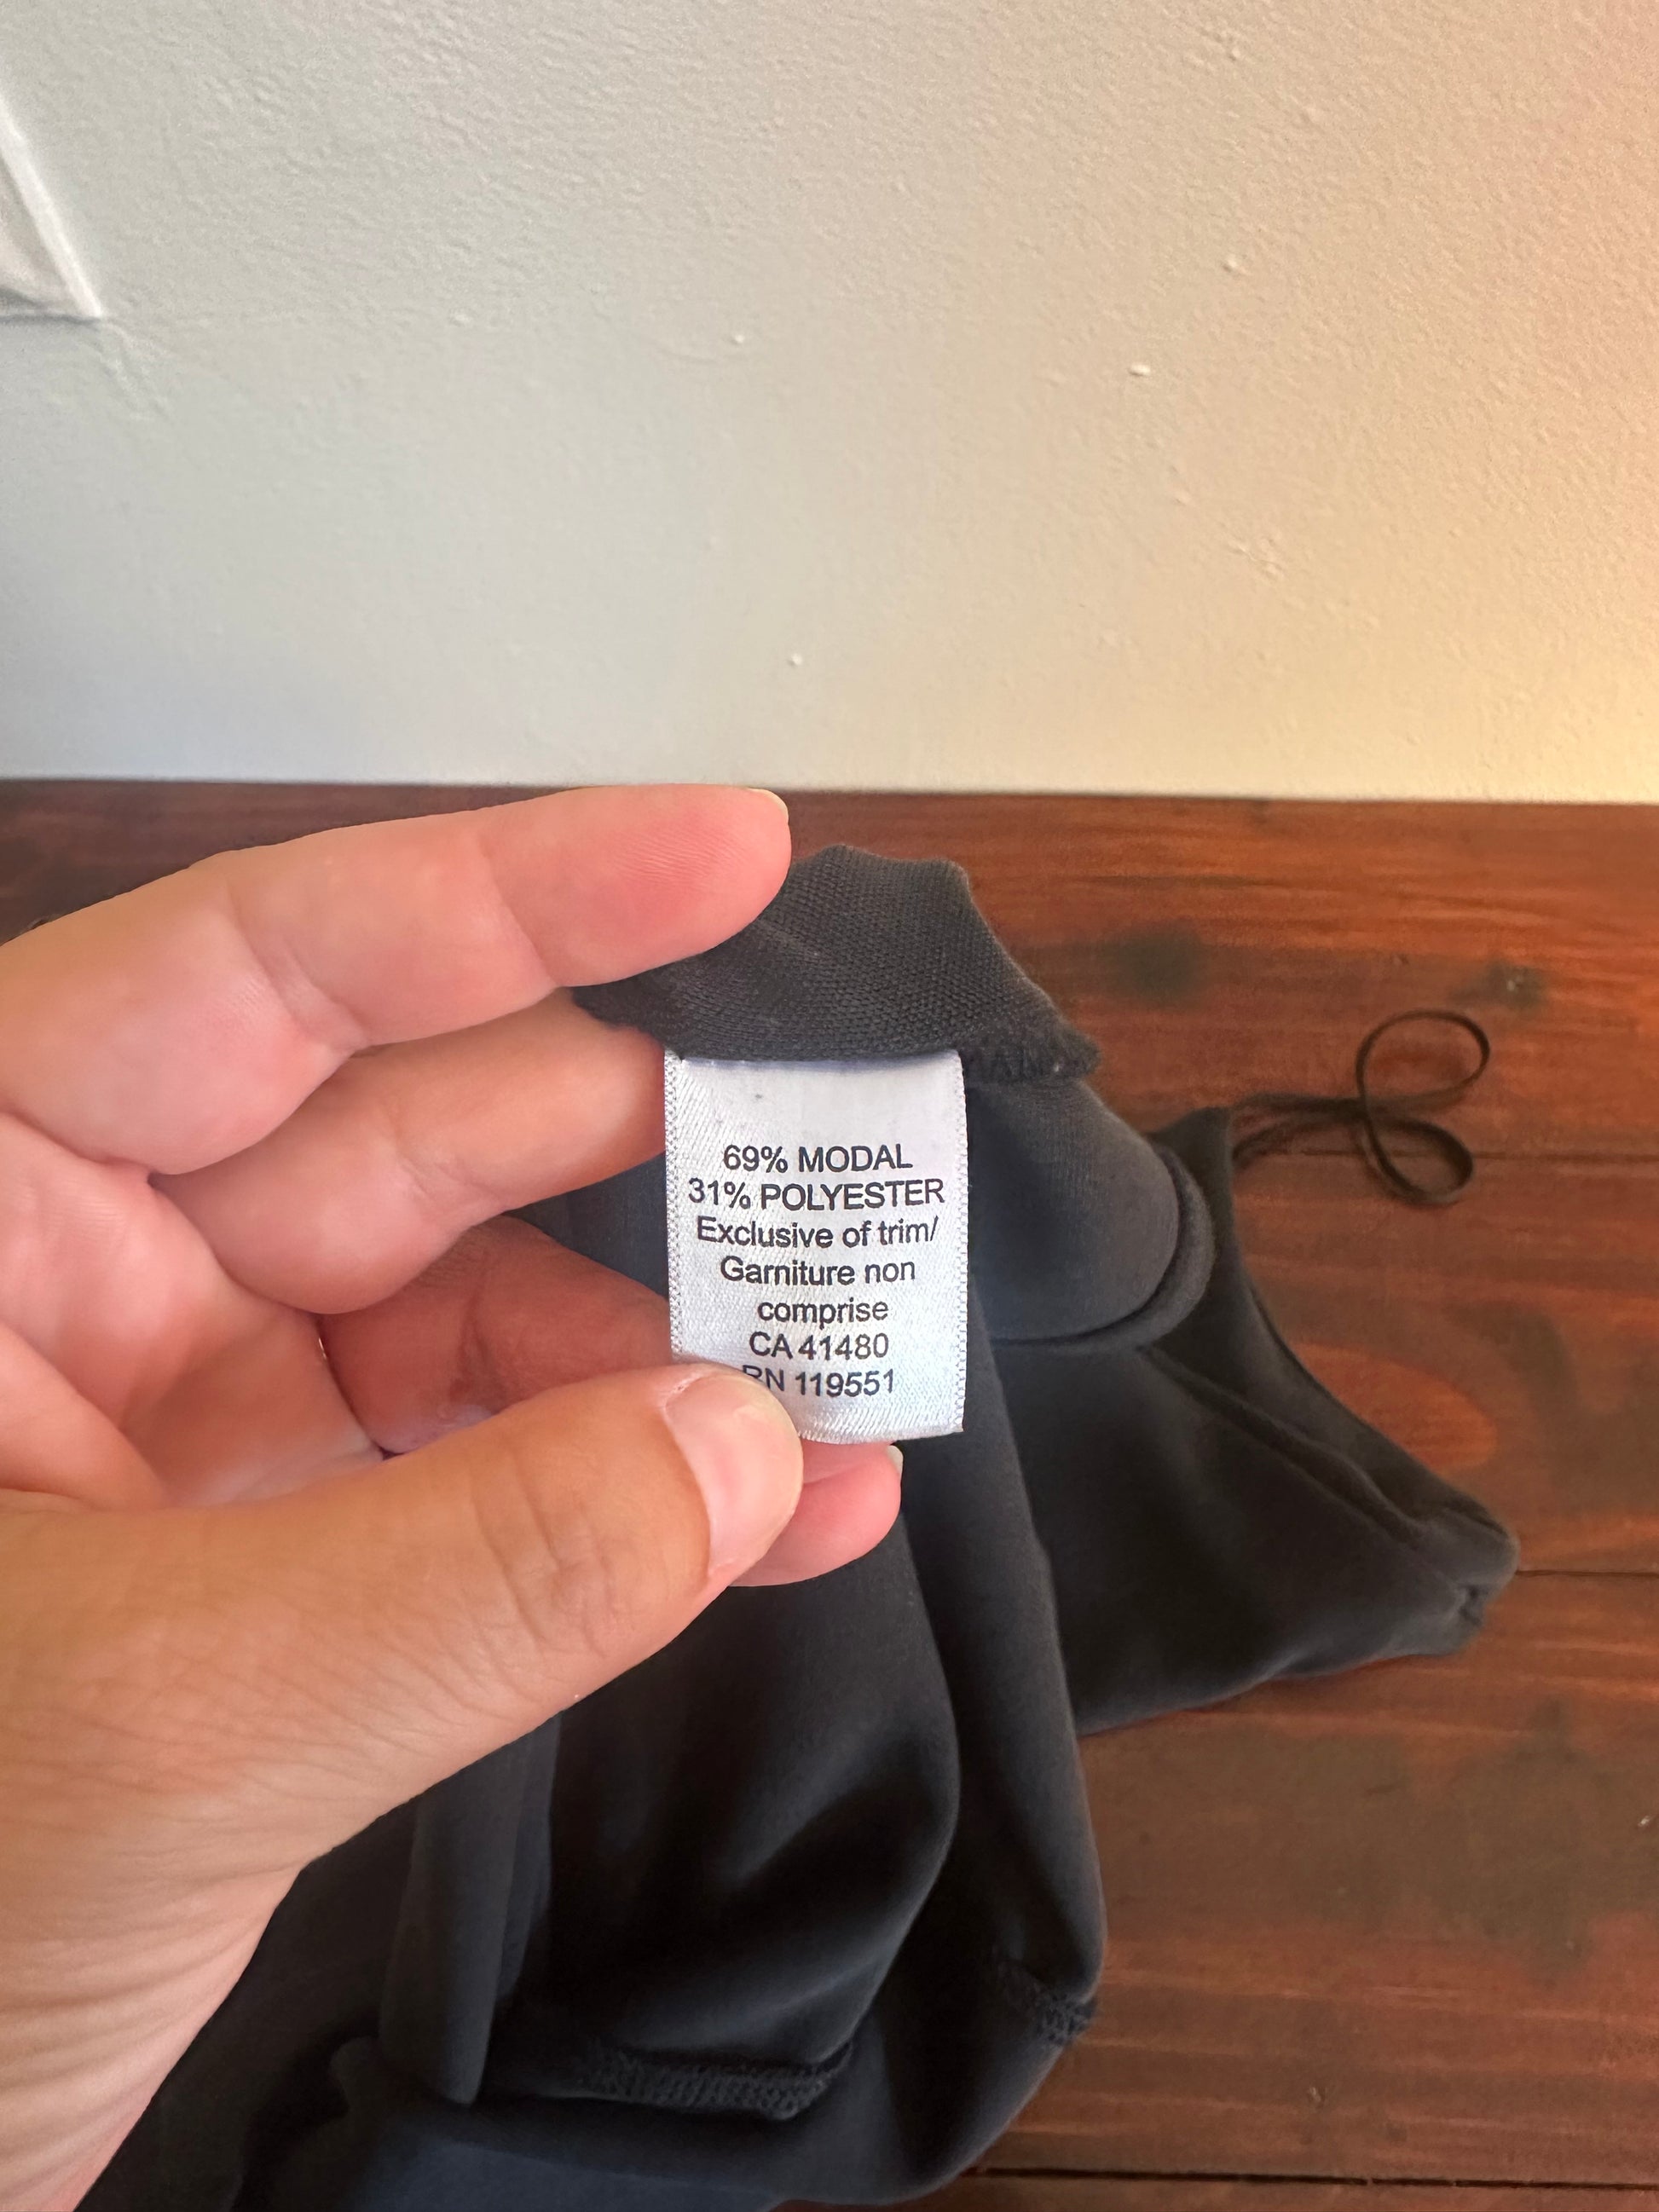 69% MODAL
31% POLYESTER
Exclusive of trim/
Garniture non
comprise
CA 41480
RN 119551